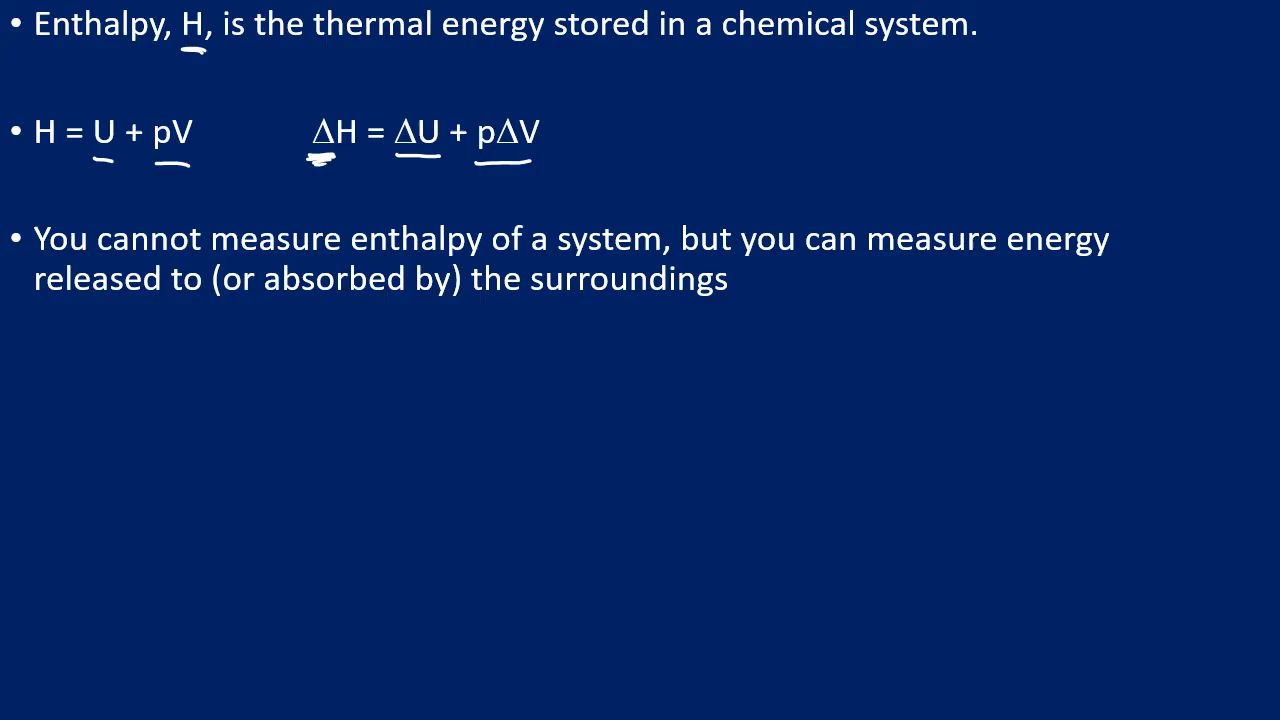 • Enthalpy, H, is the thermal energy stored in a chemical system.
• H = U + pV ΔH = ΔU + pΔV
• You cannot measure enthalpy of a system, but you can measure energy
released to (or absorbed by) the surroundings